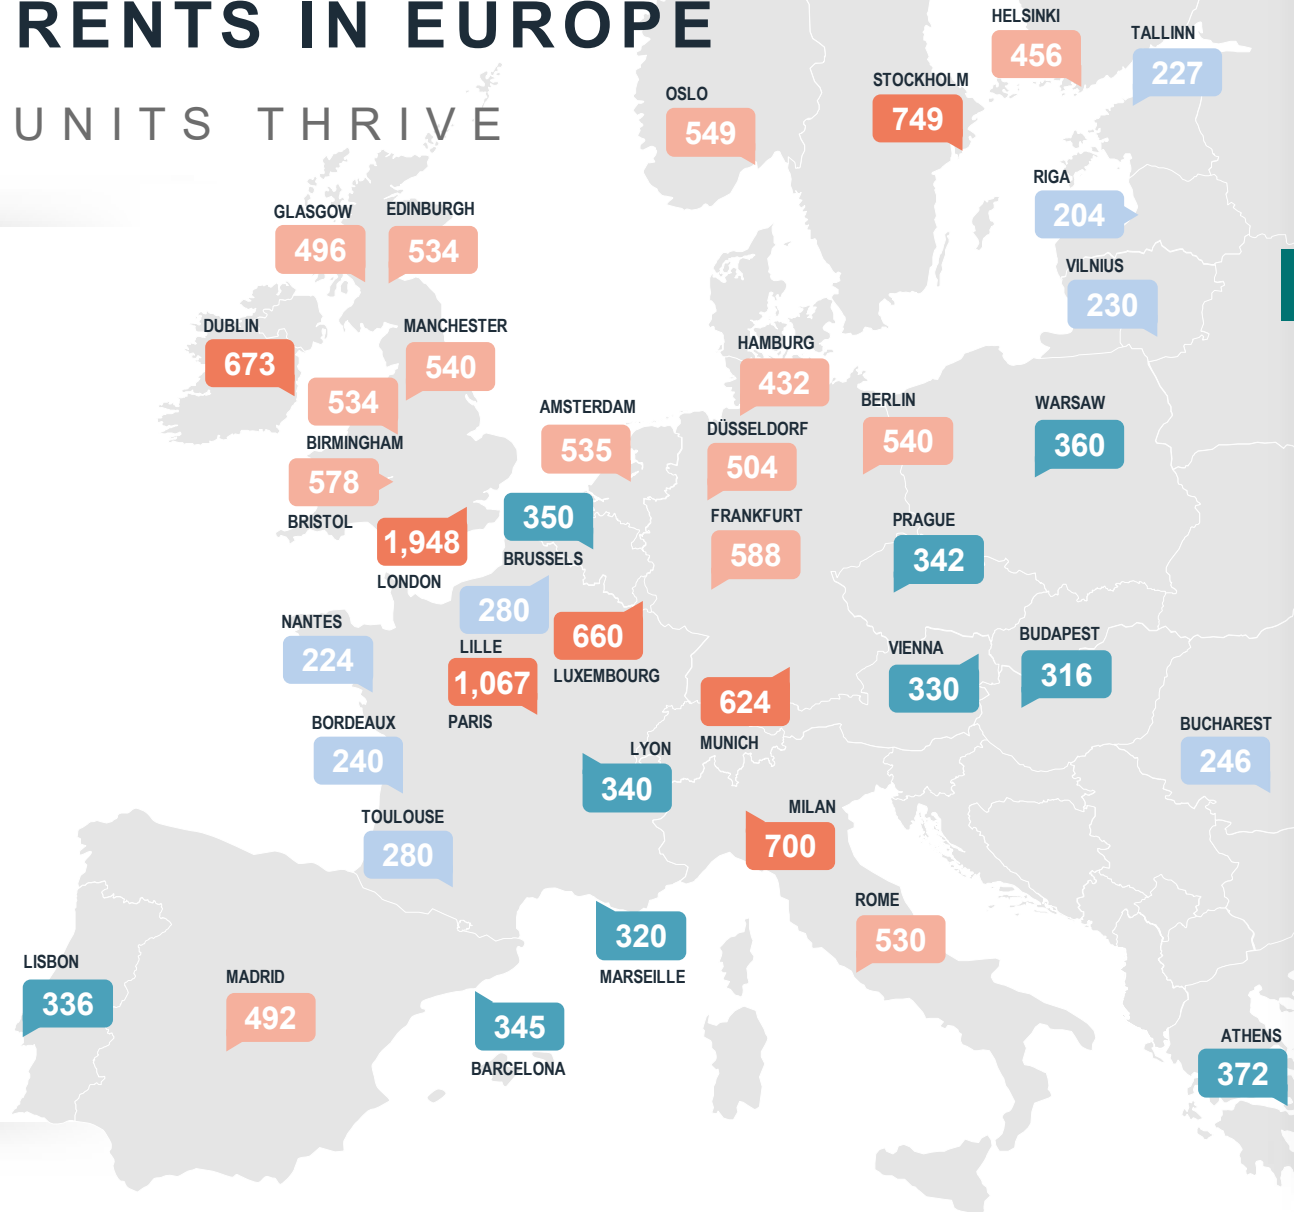 RENTS IN EUROPE
UNITS THRIVE
HELSINKI
456
TALLINN
227
OSLO
549
STOCKHOLM
749
RIGA
204
GLASGOW
496
EDINBURGH
534
VILNIUS
230
DUBLIN
673
MANCHESTER
540
HAMBURG
432
534
BIRMINGHAM
AMSTERDAM
535
DÜSSELDORF
504
BERLIN
540
WARSAW
360
578
BRISTOL
350
BRUSSELS
FRANKFURT
588
PRAGUE
342
1,948
LONDON
280
LILLE
660
LUXEMBOURG
NANTES
224
1,067
PARIS
VIENNA
330
BUDAPEST
316
624
MUNICH
BORDEAUX
240
LYON
340
BUCHAREST
246
TOULOUSE
280
MILAN
700
ROME
530
320
MARSEILLE
LISBON
336
MADRID
492
345
BARCELONA
ATHENS
372